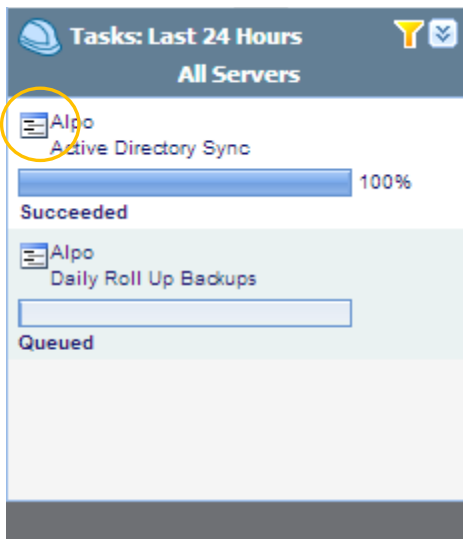 Tasks: Last 24 Hours
All Servers
Alpo
Active Directory Sync
100%
Succeeded
Alpo
Daily Roll Up Backups
Queued